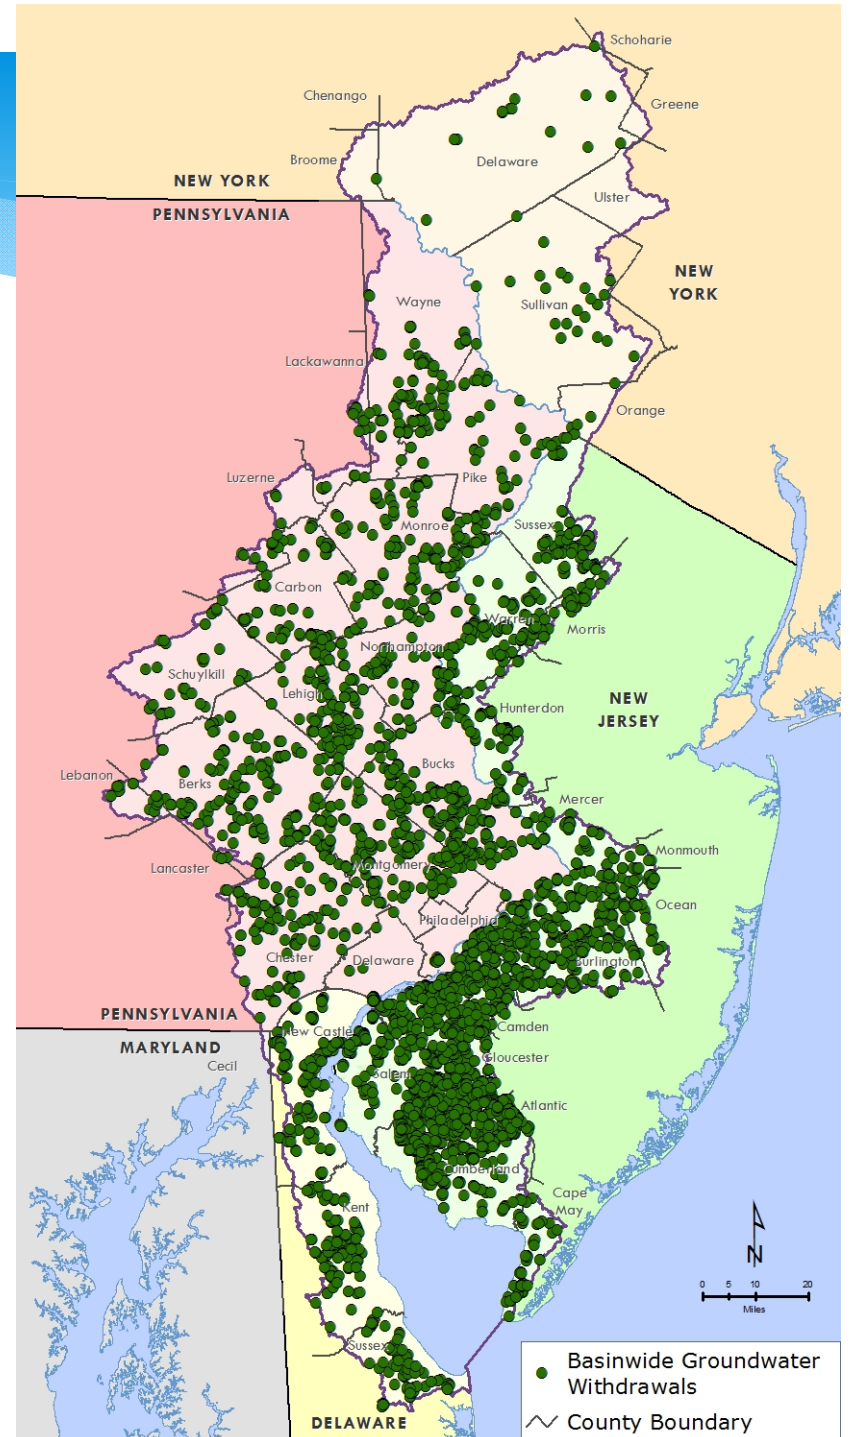 Schoharie
Chenango
Greene
Broome
Delaware
NEW YORK
Ulster
PENNSYLVANIA
NEW
YORK
Wayne
Sullivan
Lackawanna
Orange
Luzerne
Pike
Monroe
Sussex
Carbon
Warren
Morris
Northampton
Schuylkill
Lehigh
NEW
JERSEY
Hunterdon
Bucks
Lebanon
Berks
Mercer
Monmouth
Lancaster
Montgomery
Ocean
Philadelphia
Chester
Delaware
Burlington
PENNSYLVANIA
New Castle
Camden
MARYLAND
Gloucester
Cecil
Salem
Atlantic
Cumberland
Cape
May
Kent
N
0 5 10 20
Miles
Sussex
Basinwide Groundwater
Withdrawals
County Boundary
DELAWARE